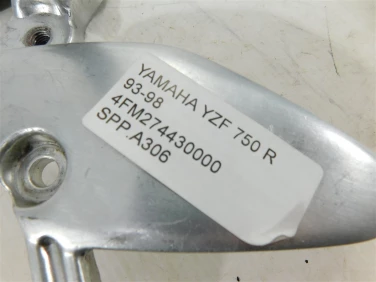 YAMAHA YZF 750 R
93-98
4FM274430000
SPP.A306